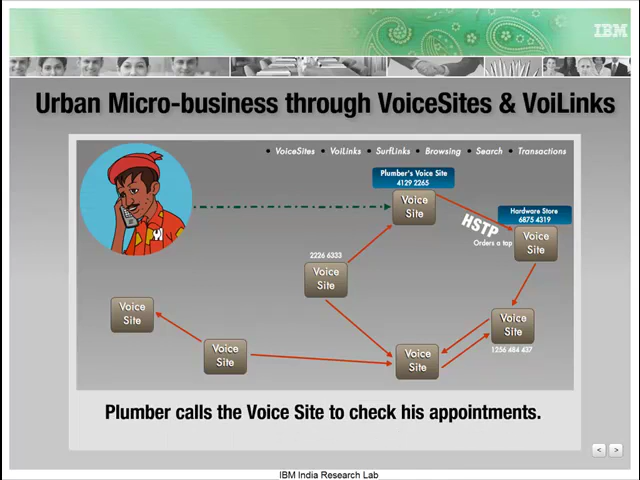 IBM
Urban Micro-business through VoiceSites & VoiLinks
• VoiceSites • VoiLinks • SurfLinks • Browsing • Search • Transactions
Plumber's Voice Site
4129 2265
Voice
Site
Hardware Store
6875 4319
HSTP
Orders a tap
Voice
Site
2226 6333
Voice
Site
Voice
Site
Voice
Site
1256 484 437
Voice
Site
Voice
Site
Plumber calls the Voice Site to check his appointments.
< >
IBM India Research Lab